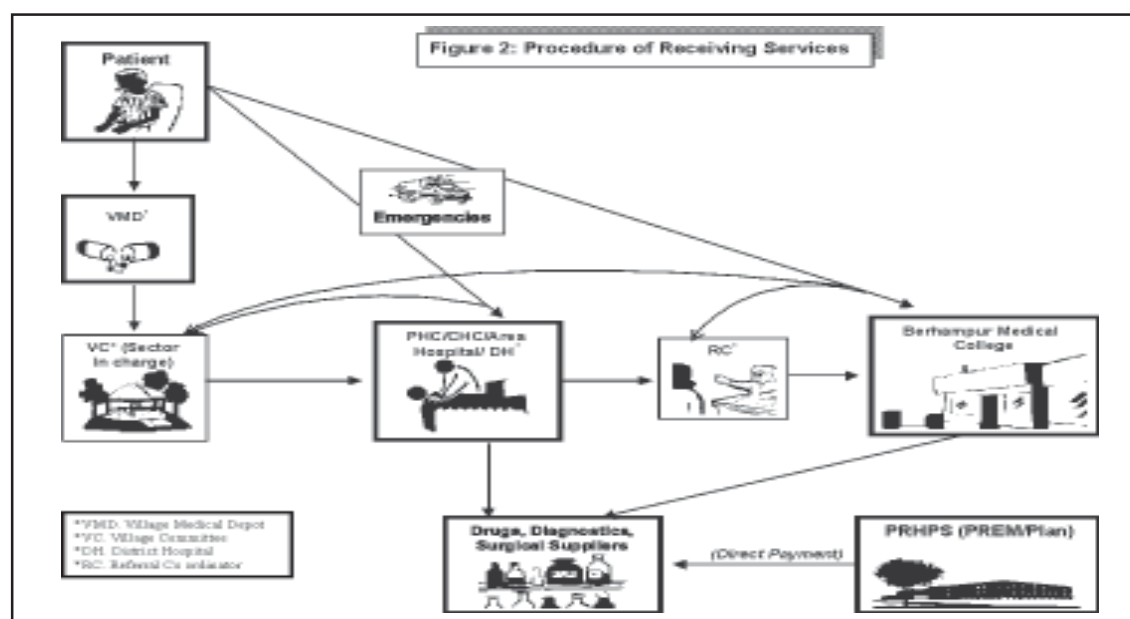 Figure 2: Procedure of Receiving Services
Patient
Emergencies
VMD*
VC* (Sector
In charge)
PHC/CHC/Area
Hospital/ DH*
RC*
Berhampur Medical
College
*VMD. Village Medical Depot
*VC. Village Committee
*DH. District Hospital
*RC. Referral Co ordinator
Drugs, Diagnostics,
Surgical Suppliers
(Direct Payment)
PRHPS (PREM/Plan)